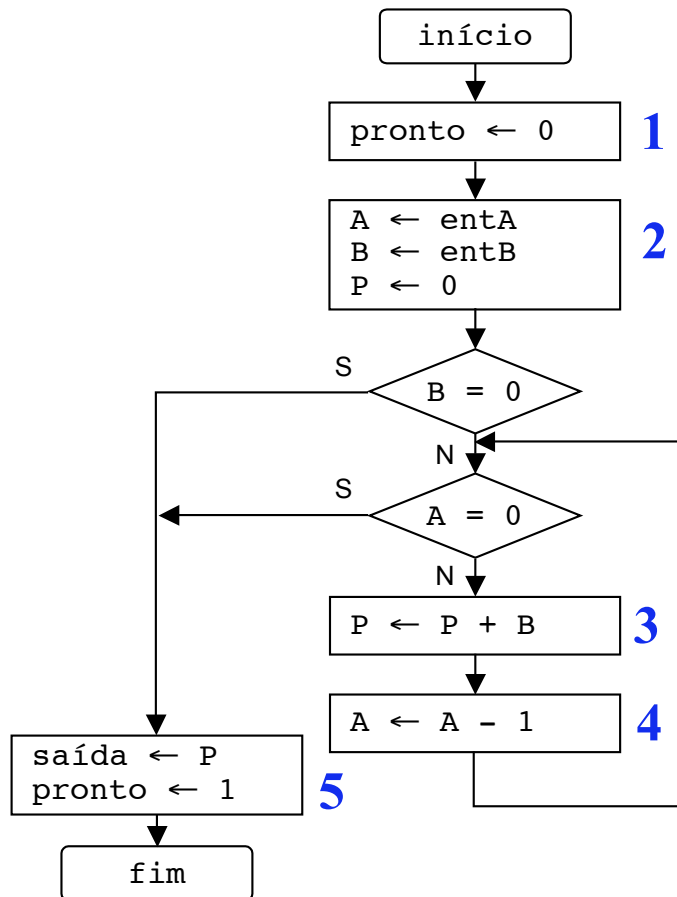 início
pronto ← 0
1
A ← entA
B ← entB
P ← 0
2
S
B = 0
N
S
A = 0
N
P ← P + B
3
A ← A - 1
4
saída ← P
pronto ← 1
5
fim